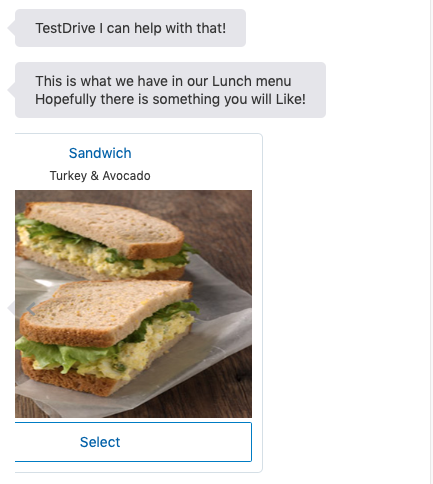 TestDrive I can help with that!
This is what we have in our Lunch menu
Hopefully there is something you will Like!
Sandwich
Turkey & Avocado
Select